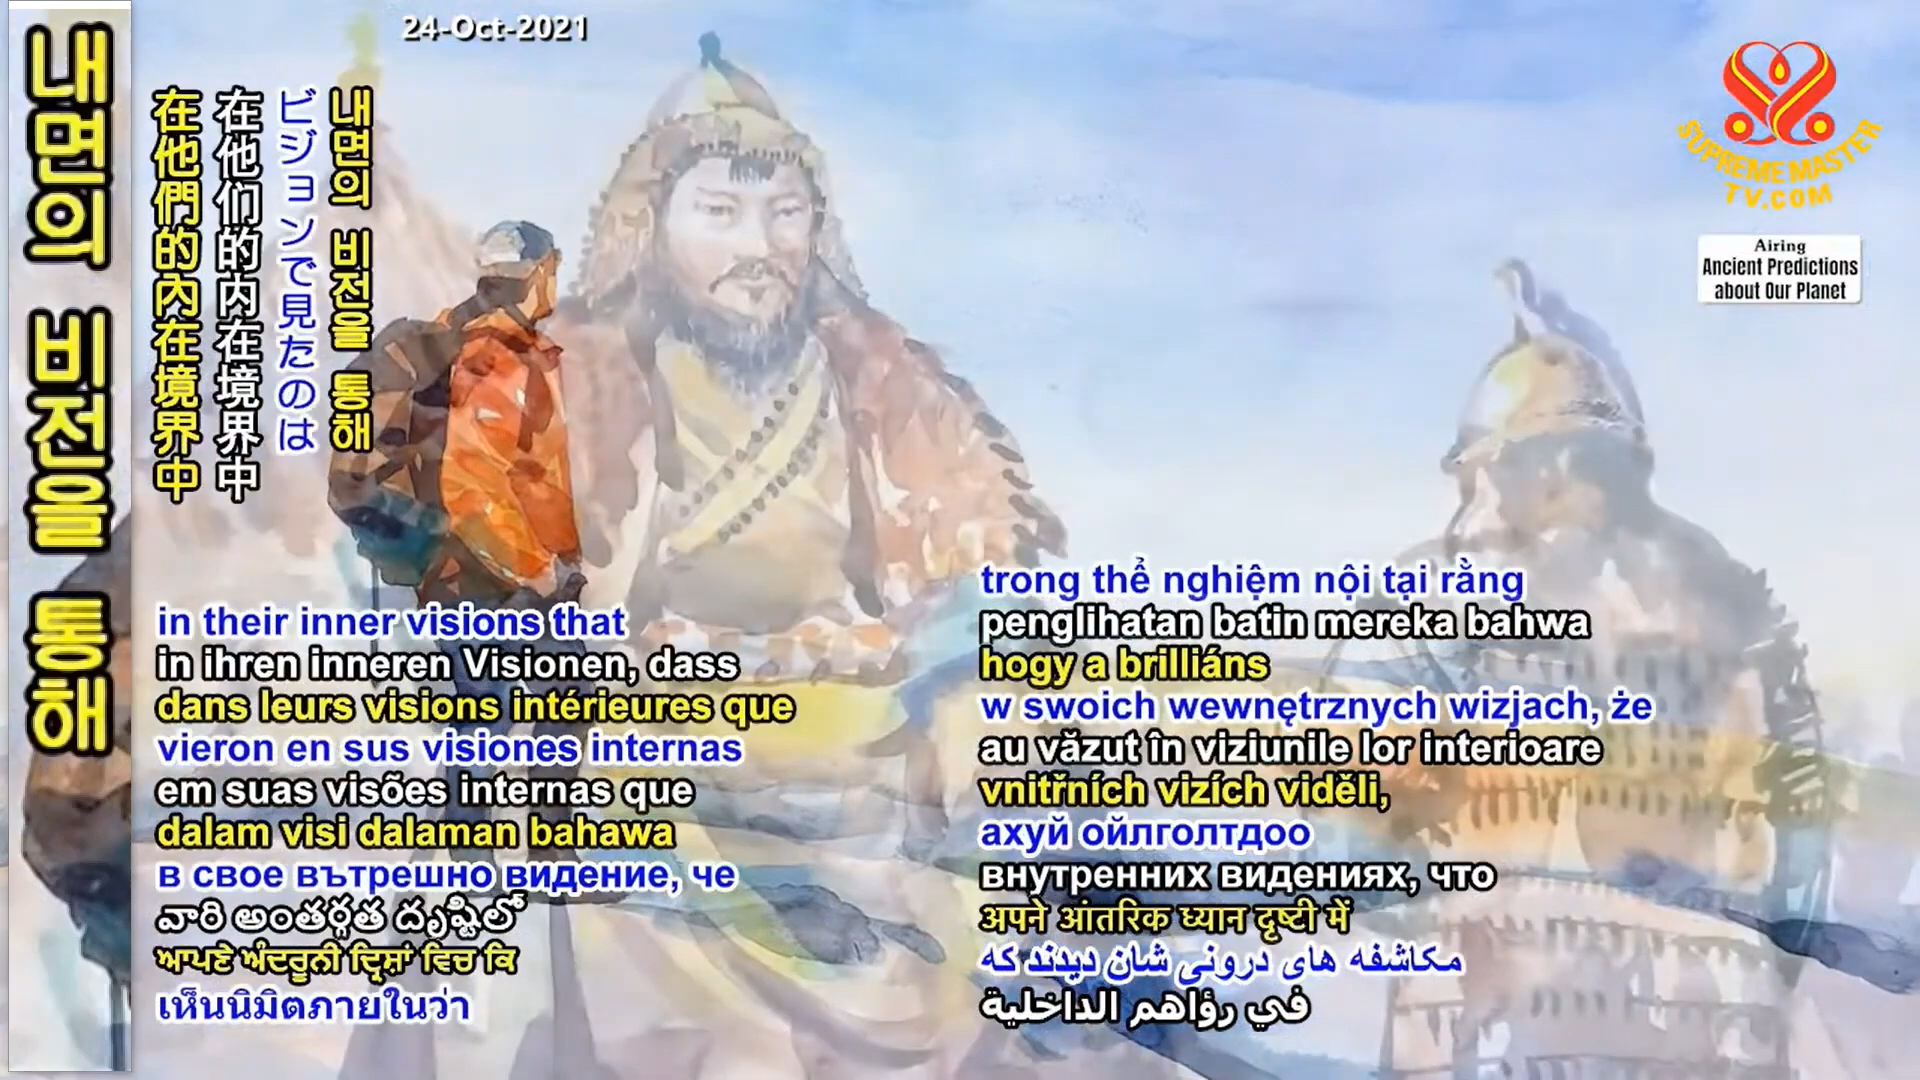 24-Oct-2021
내면의 비전을 통해
在他們的內在境界中
在他们的内在境界中
ビジョンで見たのは
내면의 비전을 통해
SUPREME MASTER
TV.COM
Airing
Ancient Predictions
about Our Planet
in their inner visions that
in ihren inneren Visionen, dass
dans leurs visions intérieures que
vieron en sus visiones internas
em suas visões internas que
dalam visi dalaman bahawa
в свое вътрешно видение, че
వారి అంతర్గత దృష్టిలో
ਆਪਣੇ ਅੰਦਰੂਨੀ ਦ੍ਰਿਸ਼ਾਂ ਵਿਚ ਕਿ
เห็นนิมิตภายในว่า
trong thể nghiệm nội tại rằng
penglihatan batin mereka bahwa
hogy a brilliáns
w swoich wewnętrznych wizjach, że
au văzut în viziunile lor interioare
vnitřních vizích viděli,
ахуй ойлголтдоо
внутренних видениях, что
अपने आंतरिक ध्यान दृष्टी में
مکاشفه های درونی شان دیدند که
في رؤاهم الداخلية